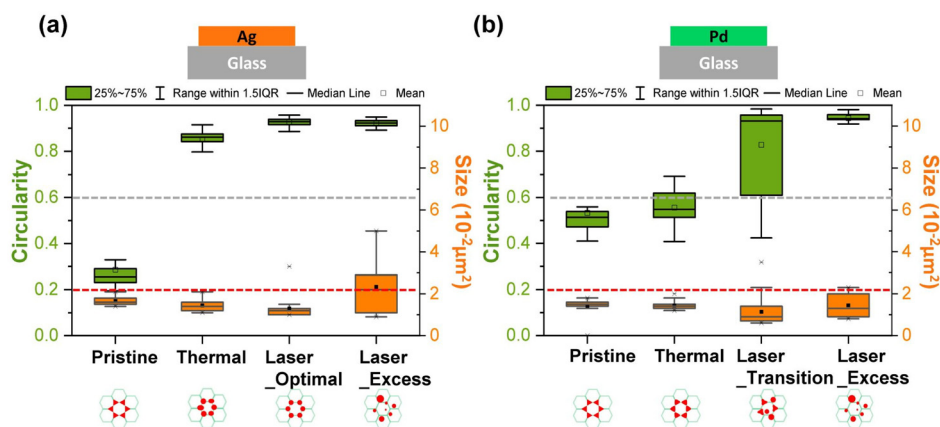 (a)
Ag
Glass
25%~75% Range within 1.5IQR Median Line Mean
1.0
0.8
0.6
0.4
0.2
0.0
Circularity
10
8
6
4
2
0
Size (10-2μm2)
Pristine Thermal Laser Laser
_Optimal _Excess
(b)
Pd
Glass
25%~75% Range within 1.5IQR Median Line Mean
1.0
0.8
0.6
0.4
0.2
0.0
Circularity
10
8
6
4
2
0
Size (10-2μm2)
Pristine Thermal Laser Laser
_Transition _Excess